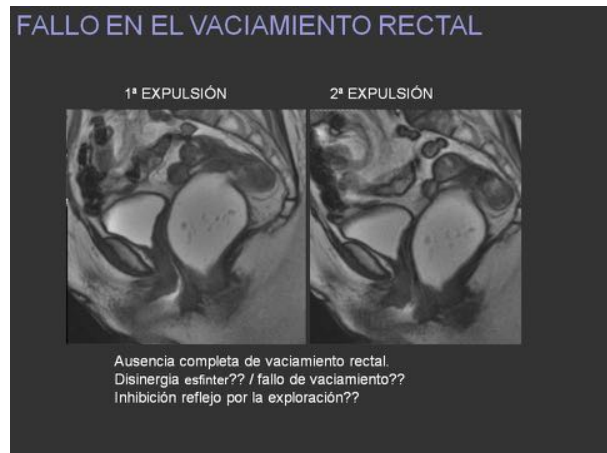 FALLO EN EL VACIAMIENTO RECTAL
1ª EXPULSIÓN
2ª EXPULSIÓN
Ausencia completa de vaciamiento rectal.
Disinergia esfinter?? / fallo de vaciamiento??
Inhibición reflejo por la exploración??